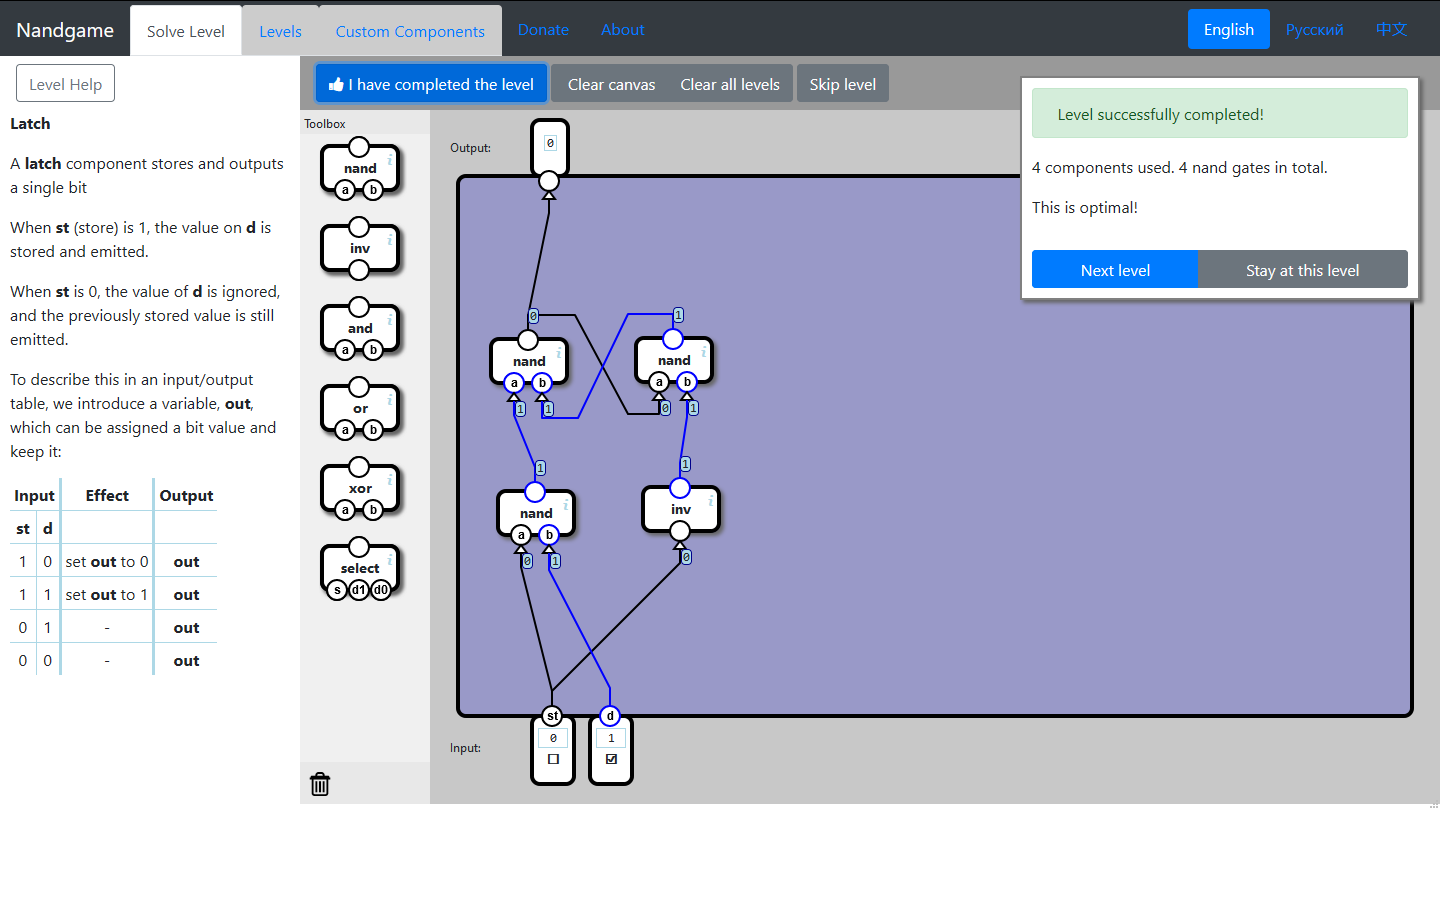 Nandgame
Solve Level
Levels
Custom Components
Donate
About
English
Русский
中文
Level Help
I have completed the level
Clear canvas
Clear all levels
Skip level
Latch
A latch component stores and outputs
a single bit
When st (store) is 1, the value on d is
stored and emitted.
When st is 0, the value of d is ignored,
and the previously stored value is still
emitted.
To describe this in an input/output
table, we introduce a variable, out,
which can be assigned a bit value and
keep it:
Input Effect Output
st d
1 0 set out to 0 out
1 1 set out to 1 out
0 1 - out
0 0 - out
Toolbox
nand
i
a b
inv
i
and
i
a b
or
i
a b
xor
i
a b
select
i
s d1 d0
Output:
0
0
1
nand
i
a b
nand
i
a b
1 1 0 1
1
1
nand
i
a b
inv
i
0 1 0
st d
Input:
0 1
Level successfully completed!
4 components used. 4 nand gates in total.
This is optimal!
Next level
Stay at this level